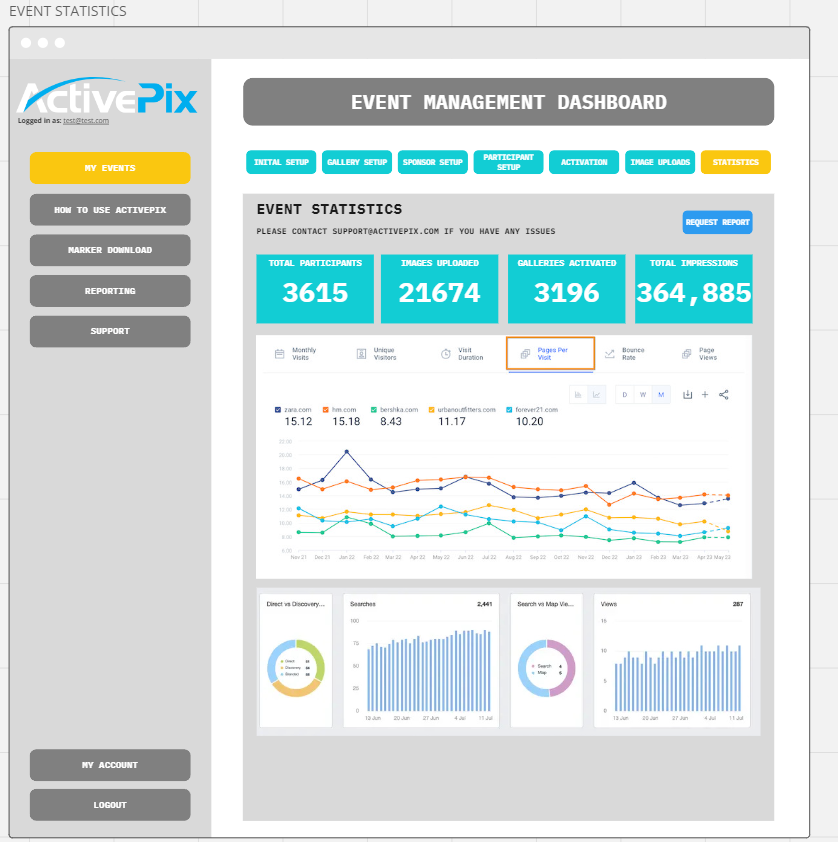 EVENT STATISTICS
ActivePix
Logged in as: test@test.com
MY EVENTS
HOW TO USE ACTIVEPIX
MARKER DOWNLOAD
REPORTING
SUPPORT
MY ACCOUNT
LOGOUT
EVENT MANAGEMENT DASHBOARD
INITAL SETUP
GALLERY SETUP
SPONSOR SETUP
PARTICIPANT
SETUP
ACTIVATION
IMAGE UPLOADS
STATISTICS
EVENT STATISTICS
PLEASE CONTACT SUPPORT@ACTIVEPIX.COM IF YOU HAVE ANY ISSUES
REQUEST REPORT
TOTAL PARTICIPANTS
3615
IMAGES UPLOADED
21674
GALLERIES ACTIVATED
3196
TOTAL IMPRESSIONS
364,885
Monthly
Visits
Unique
Visitors
Visit
Duration
Pages Per
Visit
Bounce
Rate
Page
Views
D W M
zara.com hm.com bershka.com urbanoutfitters.com forever21.com
15.12 15.18 8.43 11.17 10.20
22.00
20.00
18.00
16.00
14.00
12.00
10.00
8.00
6.00
Nov 21 Dec 21 Jan 22 Feb 22 Mar 22 Apr 22 May 22 Jun 22 Jul 22 Aug 22 Sep 22 Oct 22 Nov 22 Dec 22 Jan 23 Feb 23 Mar 23 Apr 23 May 23
Direct vs Discovery...
Direct
Discovery
Branded
Searches 2,441
100
75
50
25
0
13 Jun 20 Jun 27 Jun 4 Jul 11 Jul
Search vs Map Vie...
Search
Map
Views 287
15
10
5
0
13 Jun 20 Jun 27 Jun 4 Jul 11 Jul